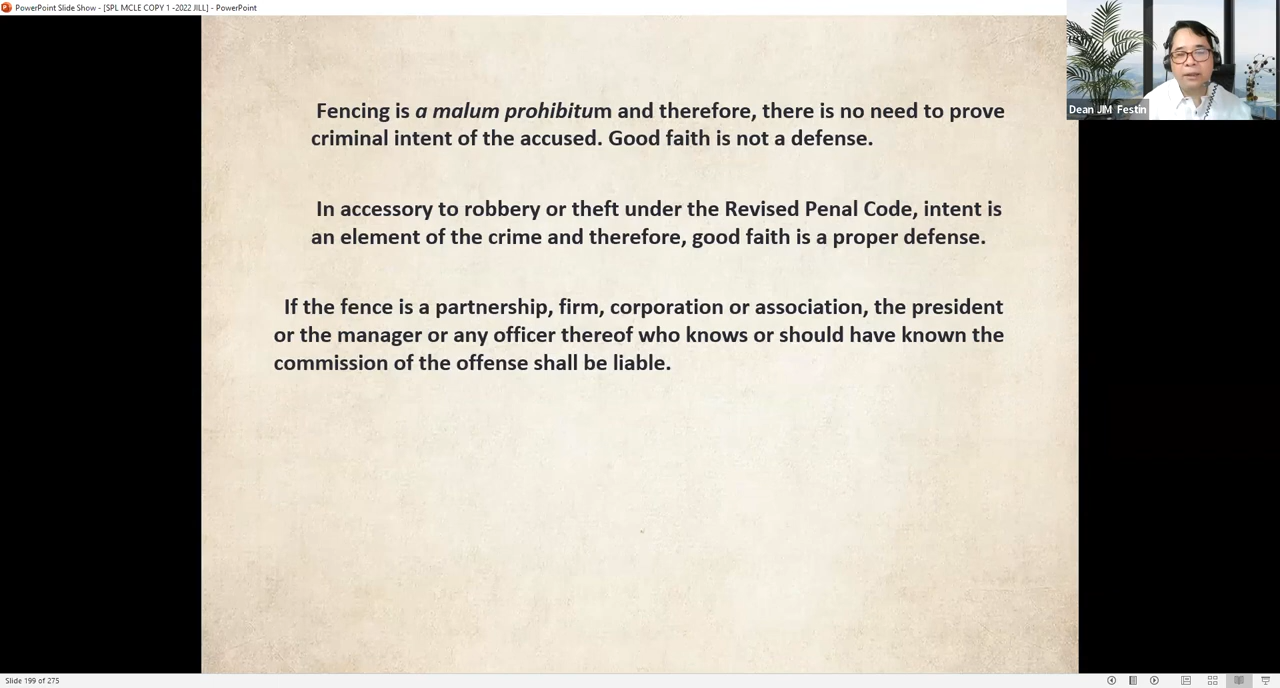 PowerPoint Slide Show - [SPL MCLE COPY 1 -2022 JILL] - PowerPoint
Dean JIM Festin
Fencing is a malum prohibitum and therefore, there is no need to prove
criminal intent of the accused. Good faith is not a defense.
In accessory to robbery or theft under the Revised Penal Code, intent is
an element of the crime and therefore, good faith is a proper defense.
If the fence is a partnership, firm, corporation or association, the president
or the manager or any officer thereof who knows or should have known the
commission of the offense shall be liable.
Slide 199 of 275